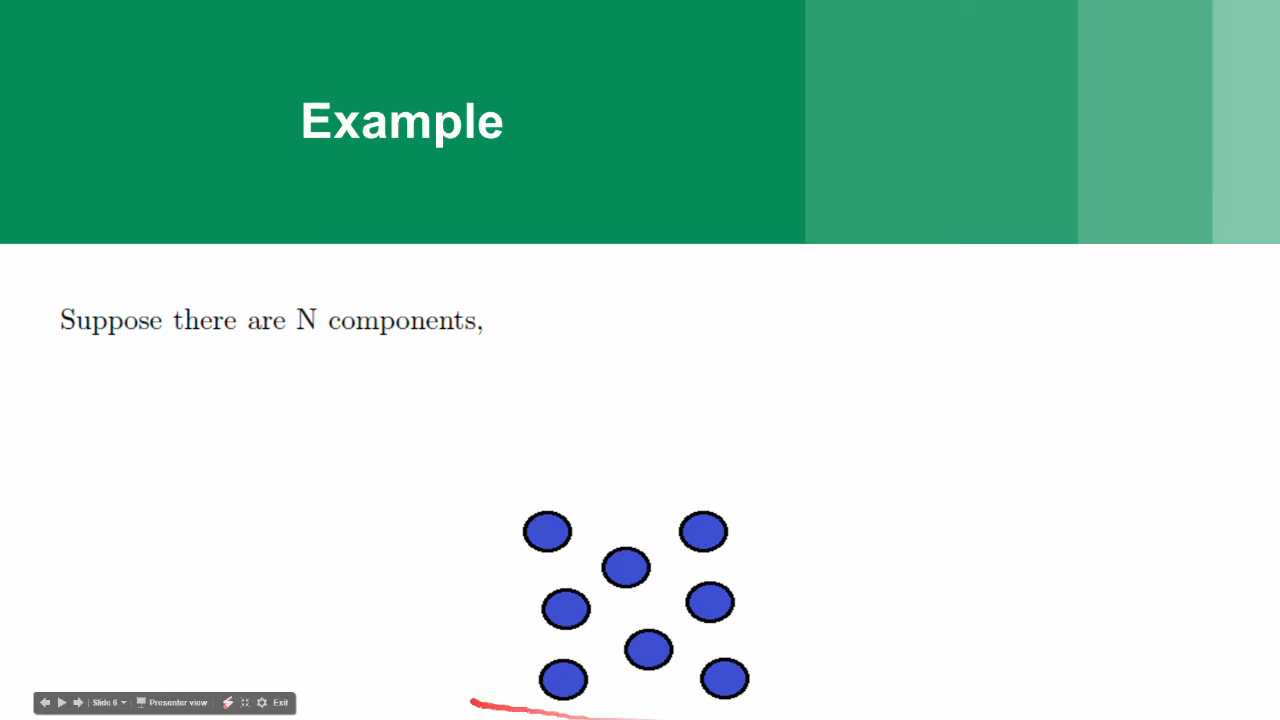 Example
Suppose there are N components,
Slide 6 Presenter view Exit